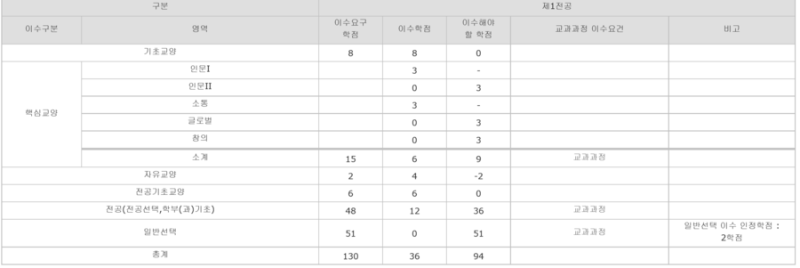 구분 제1전공
이수구분 영역 이수요구학점 이수학점 이수해야 할 학점 교과과정 이수요건 비고
기초교양 8 8 0
핵심교양 인문I 3 -
인문II 0 3
소통 3 -
글로벌 0 3
창의 0 3
소계 15 6 9 교과과정
자유교양 2 4 -2
전공기초교양 6 6 0
전공(전공선택,학부(과)기초) 48 12 36 교과과정
일반선택 51 0 51 교과과정 일반선택 이수 인정학점 : 2학점
총계 130 36 94